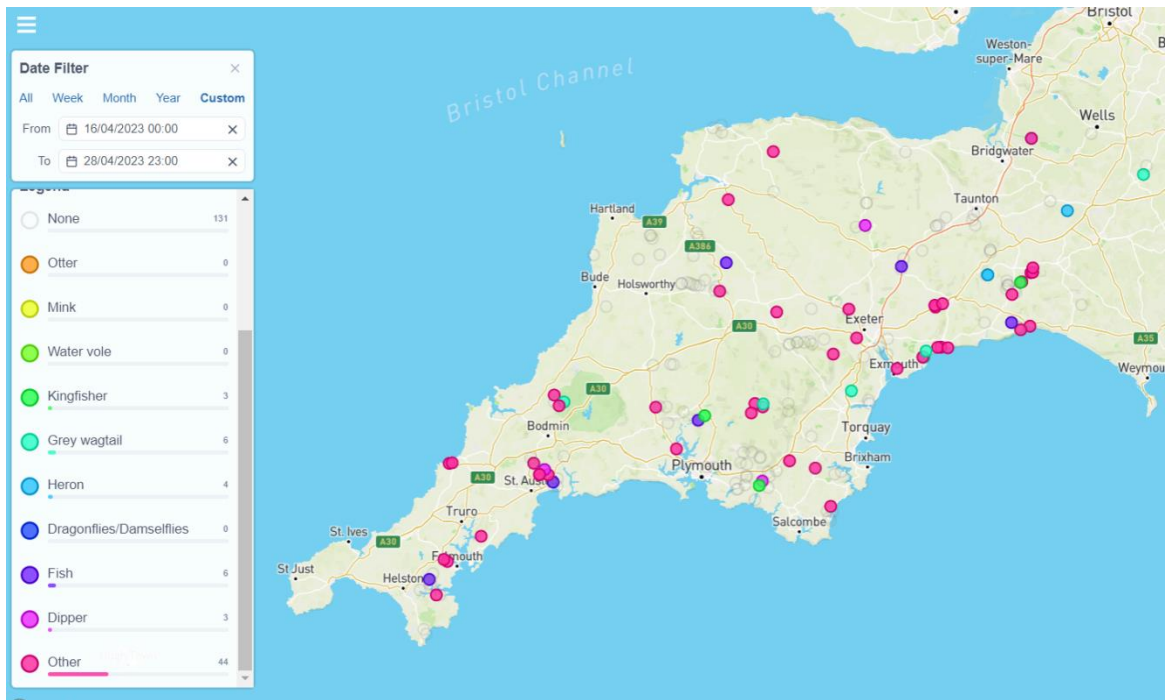 Date Filter ×
All Week Month Year Custom
From 16/04/2023 00:00 ×
To 28/04/2023 23:00 ×
Legend
None 131
Otter 0
Mink 0
Water vole 0
Kingfisher 3
Grey wagtail 6
Heron 4
Dragonflies/Damselflies 0
Fish 6
Dipper 3
Other 44
Bristol
Weston-
super-Mare
Bristol Channel
Wells
Bridgwater
Taunton
Hartland
A39
A386
Bude
Holsworthy
A30
Exeter
A35
Exmouth
Weymou
A30
Bodmin
Torquay
Plymouth
Brixham
A30
St. Aus
Truro
Salcombe
St. Ives
A30
Falmouth
St Just
Helston